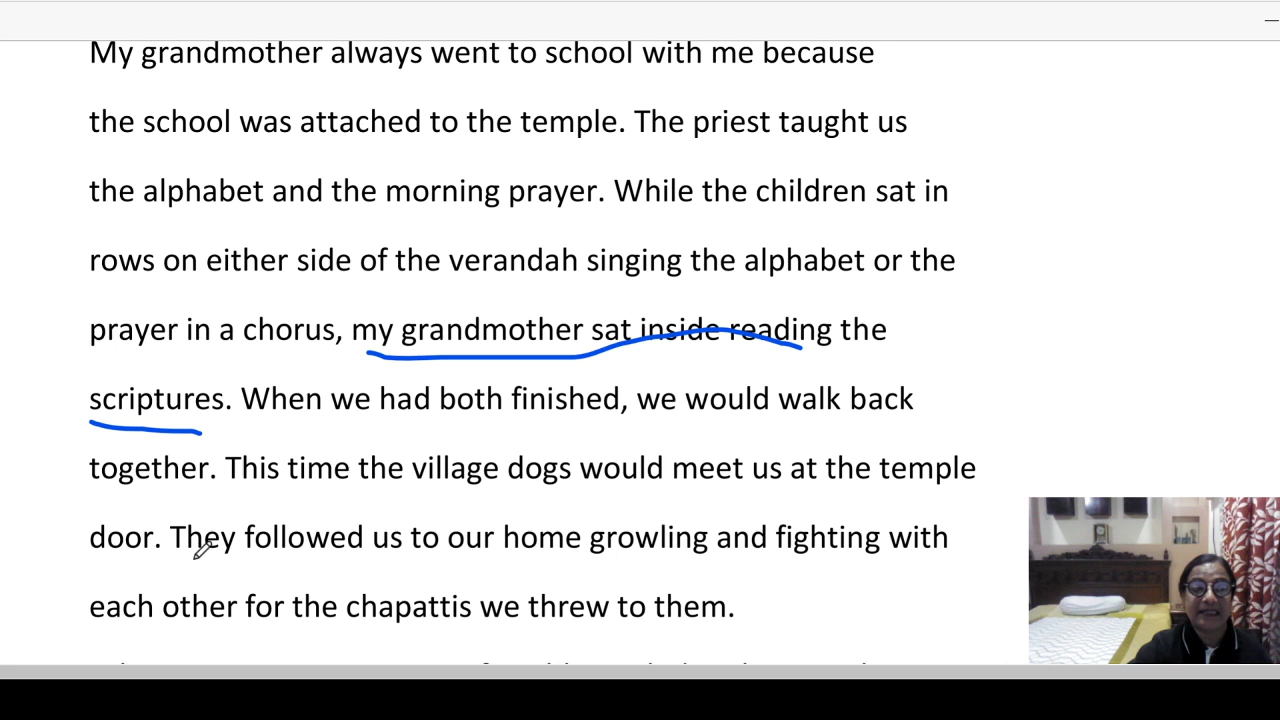 My grandmother always went to school with me because
the school was attached to the temple. The priest taught us
the alphabet and the morning prayer. While the children sat in
rows on either side of the verandah singing the alphabet or the
prayer in a chorus, my grandmother sat inside reading the
scriptures. When we had both finished, we would walk back
together. This time the village dogs would meet us at the temple
door. They followed us to our home growling and fighting with
each other for the chapattis we threw to them.